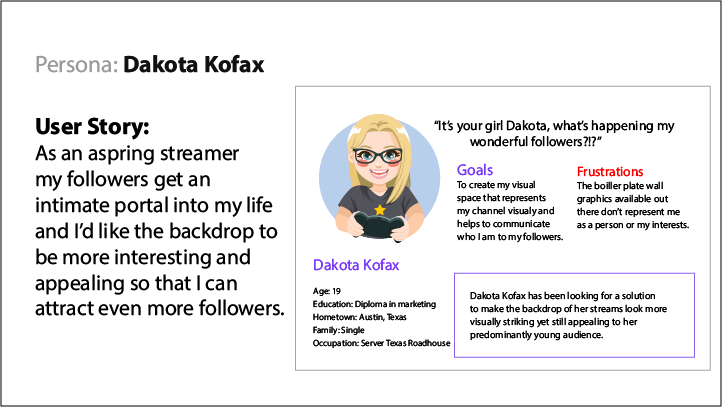 Persona: Dakota Kofax
User Story:
As an aspring streamer
my followers get an
intimate portal into my life
and I'd like the backdrop to
be more interesting and
appealing so that I can
attract even more followers.
“It's your girl Dakota, what's happening my
wonderful followers?!?”
Goals
To create my visual
space that represents
my channel visualy and
helps to communicate
who I am to my followers.
Frustrations
The boiller plate wall
graphics available out
there don't represent me
as a person or my interests.
Dakota Kofax
Age: 19
Education: Diploma in marketing
Hometown: Austin, Texas
Family: Single
Occupation: Server Texas Roadhouse
Dakota Kofax has been looking for a solution
to make the backdrop of her streams look more
visually striking yet still appealing to her
predominantly young audience.